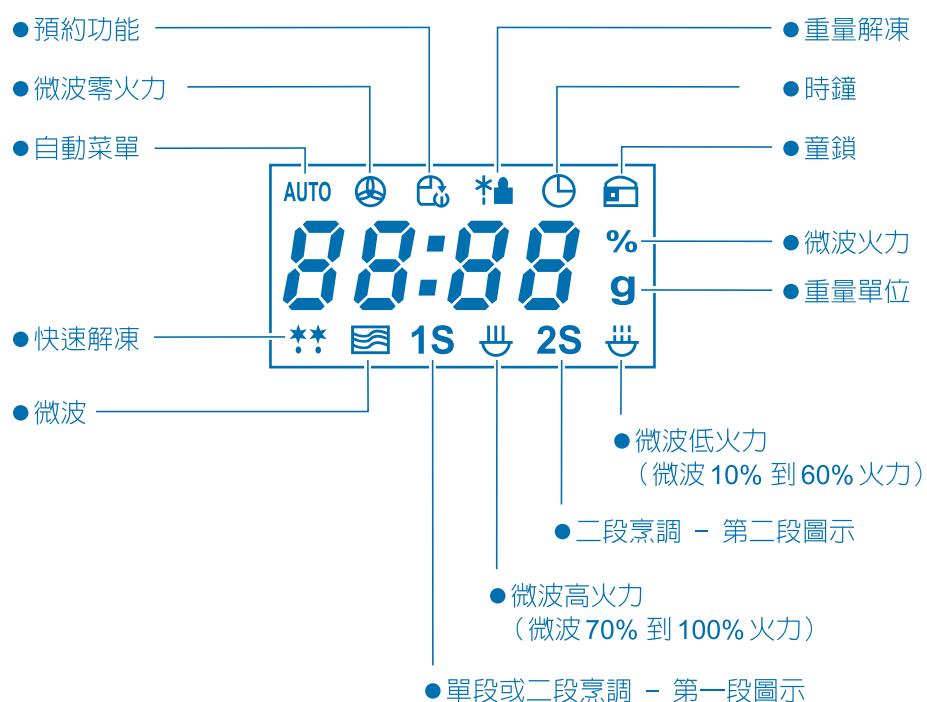 ●預約功能
●重量解凍
●微波零火力
●時鐘
●自動菜單
●童鎖
AUTO
88:88
%
●微波火力
g
●重量單位
●快速解凍
1S
2S
●微波
●微波低火力
（微波 10% 到 60% 火力）
●二段烹調 － 第二段圖示
●微波高火力
（微波 70% 到 100% 火力）
●單段或二段烹調 － 第一段圖示